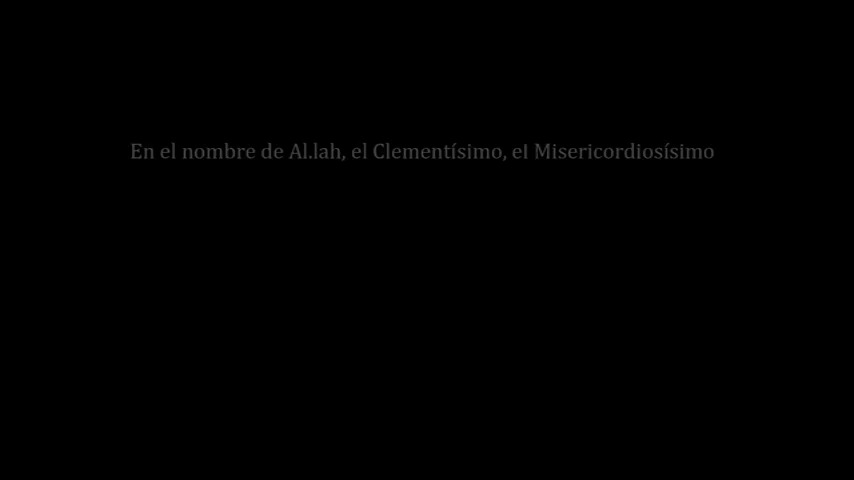 En el nombre de Al.lah, el Clementísimo, el Misericordiosísimo